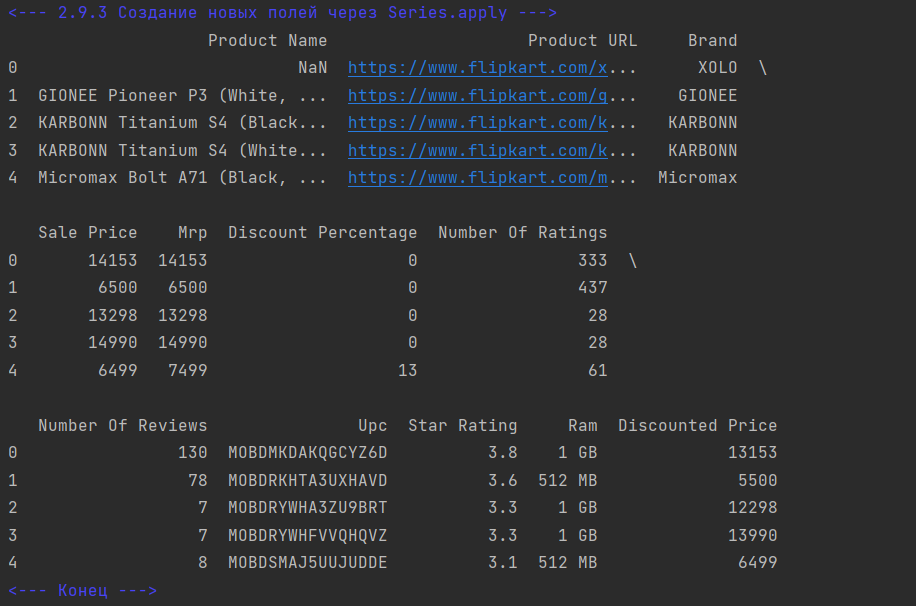 <--- 2.9.3 Создание новых полей через Series.apply --->
Product Name Product URL Brand
0 NaN https://www.flipkart.com/x... XOLO \
1 GIONEE Pioneer P3 (White, ... https://www.flipkart.com/q... GIONEE
2 KARBONN Titanium S4 (Black... https://www.flipkart.com/k... KARBONN
3 KARBONN Titanium S4 (White... https://www.flipkart.com/k... KARBONN
4 Micromax Bolt A71 (Black, ... https://www.flipkart.com/m... Micromax
Sale Price Mrp Discount Percentage Number Of Ratings
0 14153 14153 0 333 \
1 6500 6500 0 437
2 13298 13298 0 28
3 14990 14990 0 28
4 6499 7499 13 61
Number Of Reviews Upc Star Rating Ram Discounted Price
0 130 MOBDMKDAKQGCYZ6D 3.8 1 GB 13153
1 78 MOBDRKHTA3UXHAVD 3.6 512 MB 5500
2 7 MOBDRYWHA3ZU9BRT 3.3 1 GB 12298
3 7 MOBDRYWHFVVQHQVZ 3.3 1 GB 13990
4 8 MOBDSMAJ5UUJUDDE 3.1 512 MB 6499
<--- Конец --->